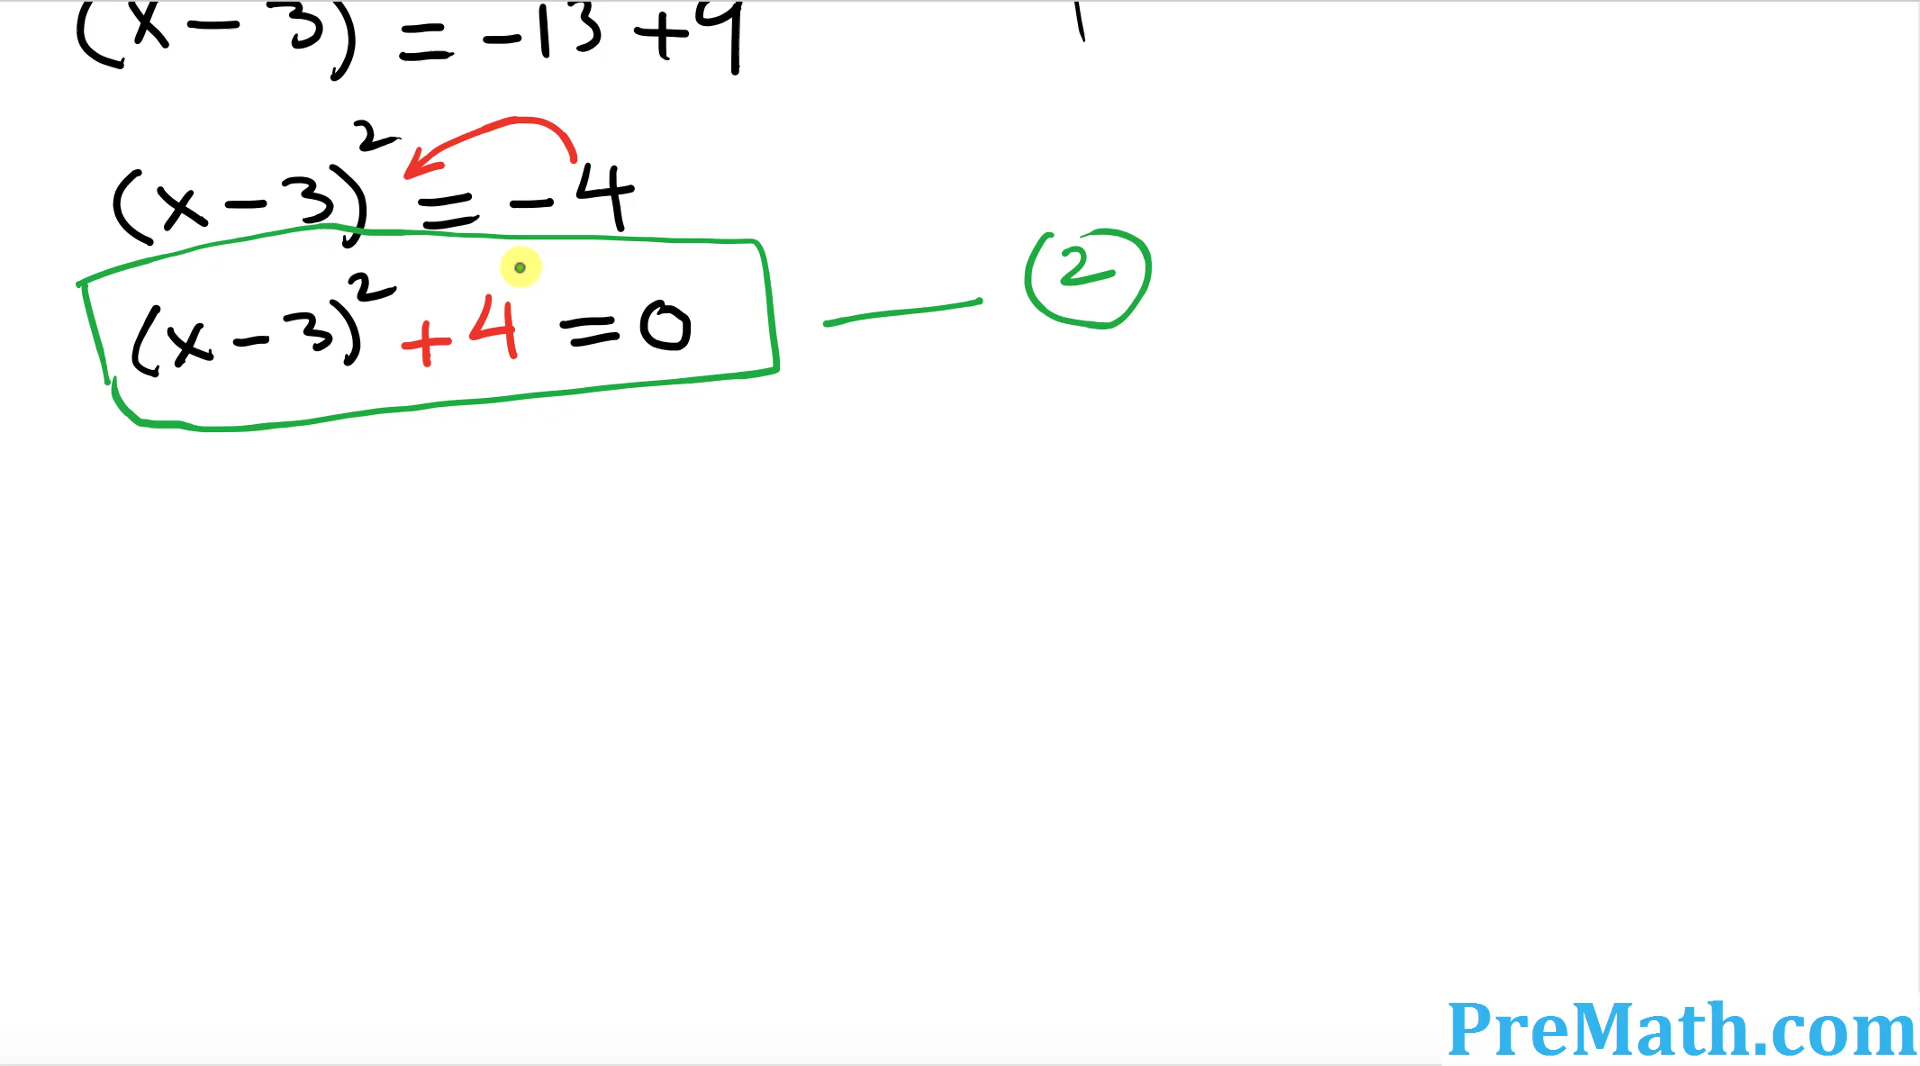 (x-3) = -13+9
(x-3)² = -4
(x-3)² +4 = 0
2
PreMath.com